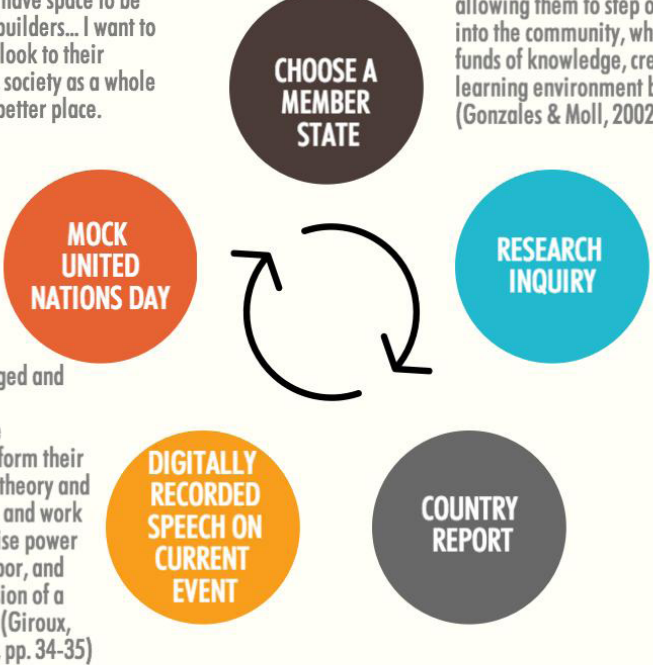 have space to be
builders... I want to
look to their
society as a whole
better place.
CHOOSE A
MEMBER
STATE
allowing them to step o
into the community, wh
funds of knowledge, cre
learning environment b
(Gonzales & Moll, 2002
MOCK
UNITED
NATIONS DAY
RESEARCH
INQUIRY
ged and
form their
theory and
and work
ise power
bor, and
ion of a
(Giroux,
pp. 34-35)
DIGITALLY
RECORDED
SPEECH ON
CURRENT
EVENT
COUNTRY
REPORT